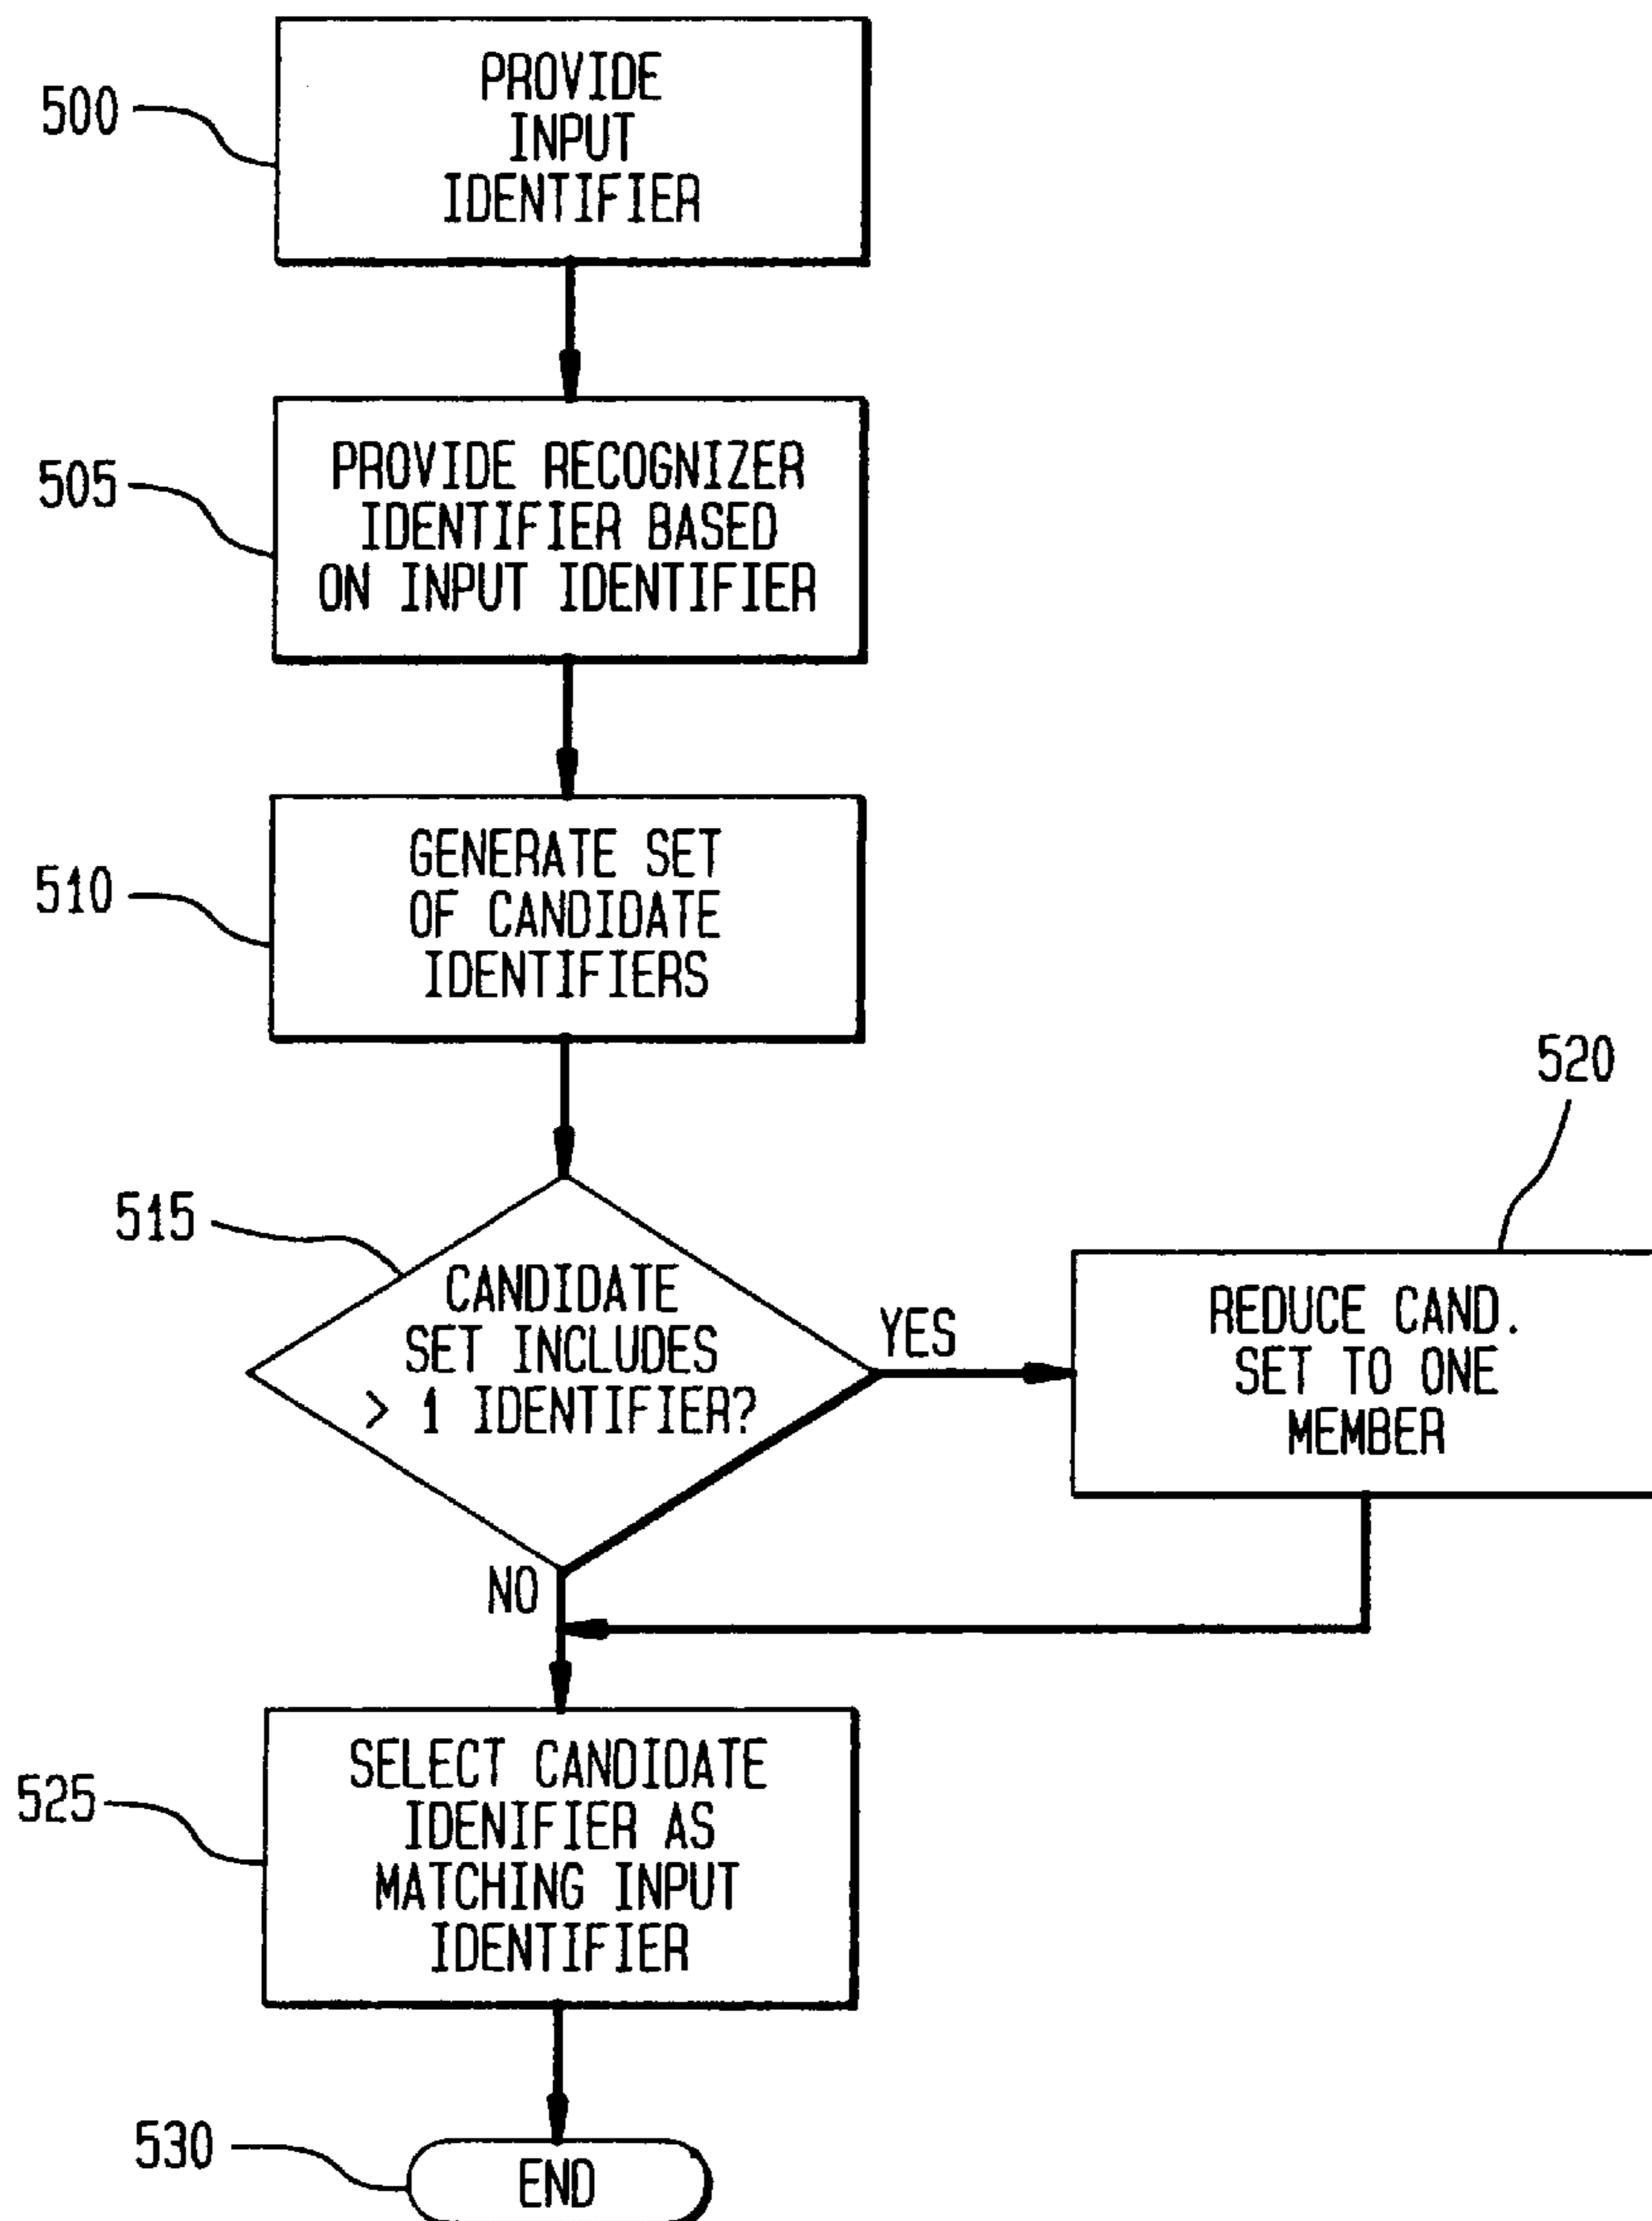 500
PROVIDE
INPUT
IDENTIFIER
505
PROVIDE RECOGNIZER
IDENTIFIER BASED
ON INPUT IDENTIFIER
510
GENERATE SET
OF CANDIDATE
IDENTIFIERS
515
CANDIDATE
SET INCLUDES
> 1 IDENTIFIER?
YES
NO
520
REDUCE CAND.
SET TO ONE
MEMBER
525
SELECT CANDIDATE
IDENIFIER AS
MATCHING INPUT
IDENTIFIER
530
END